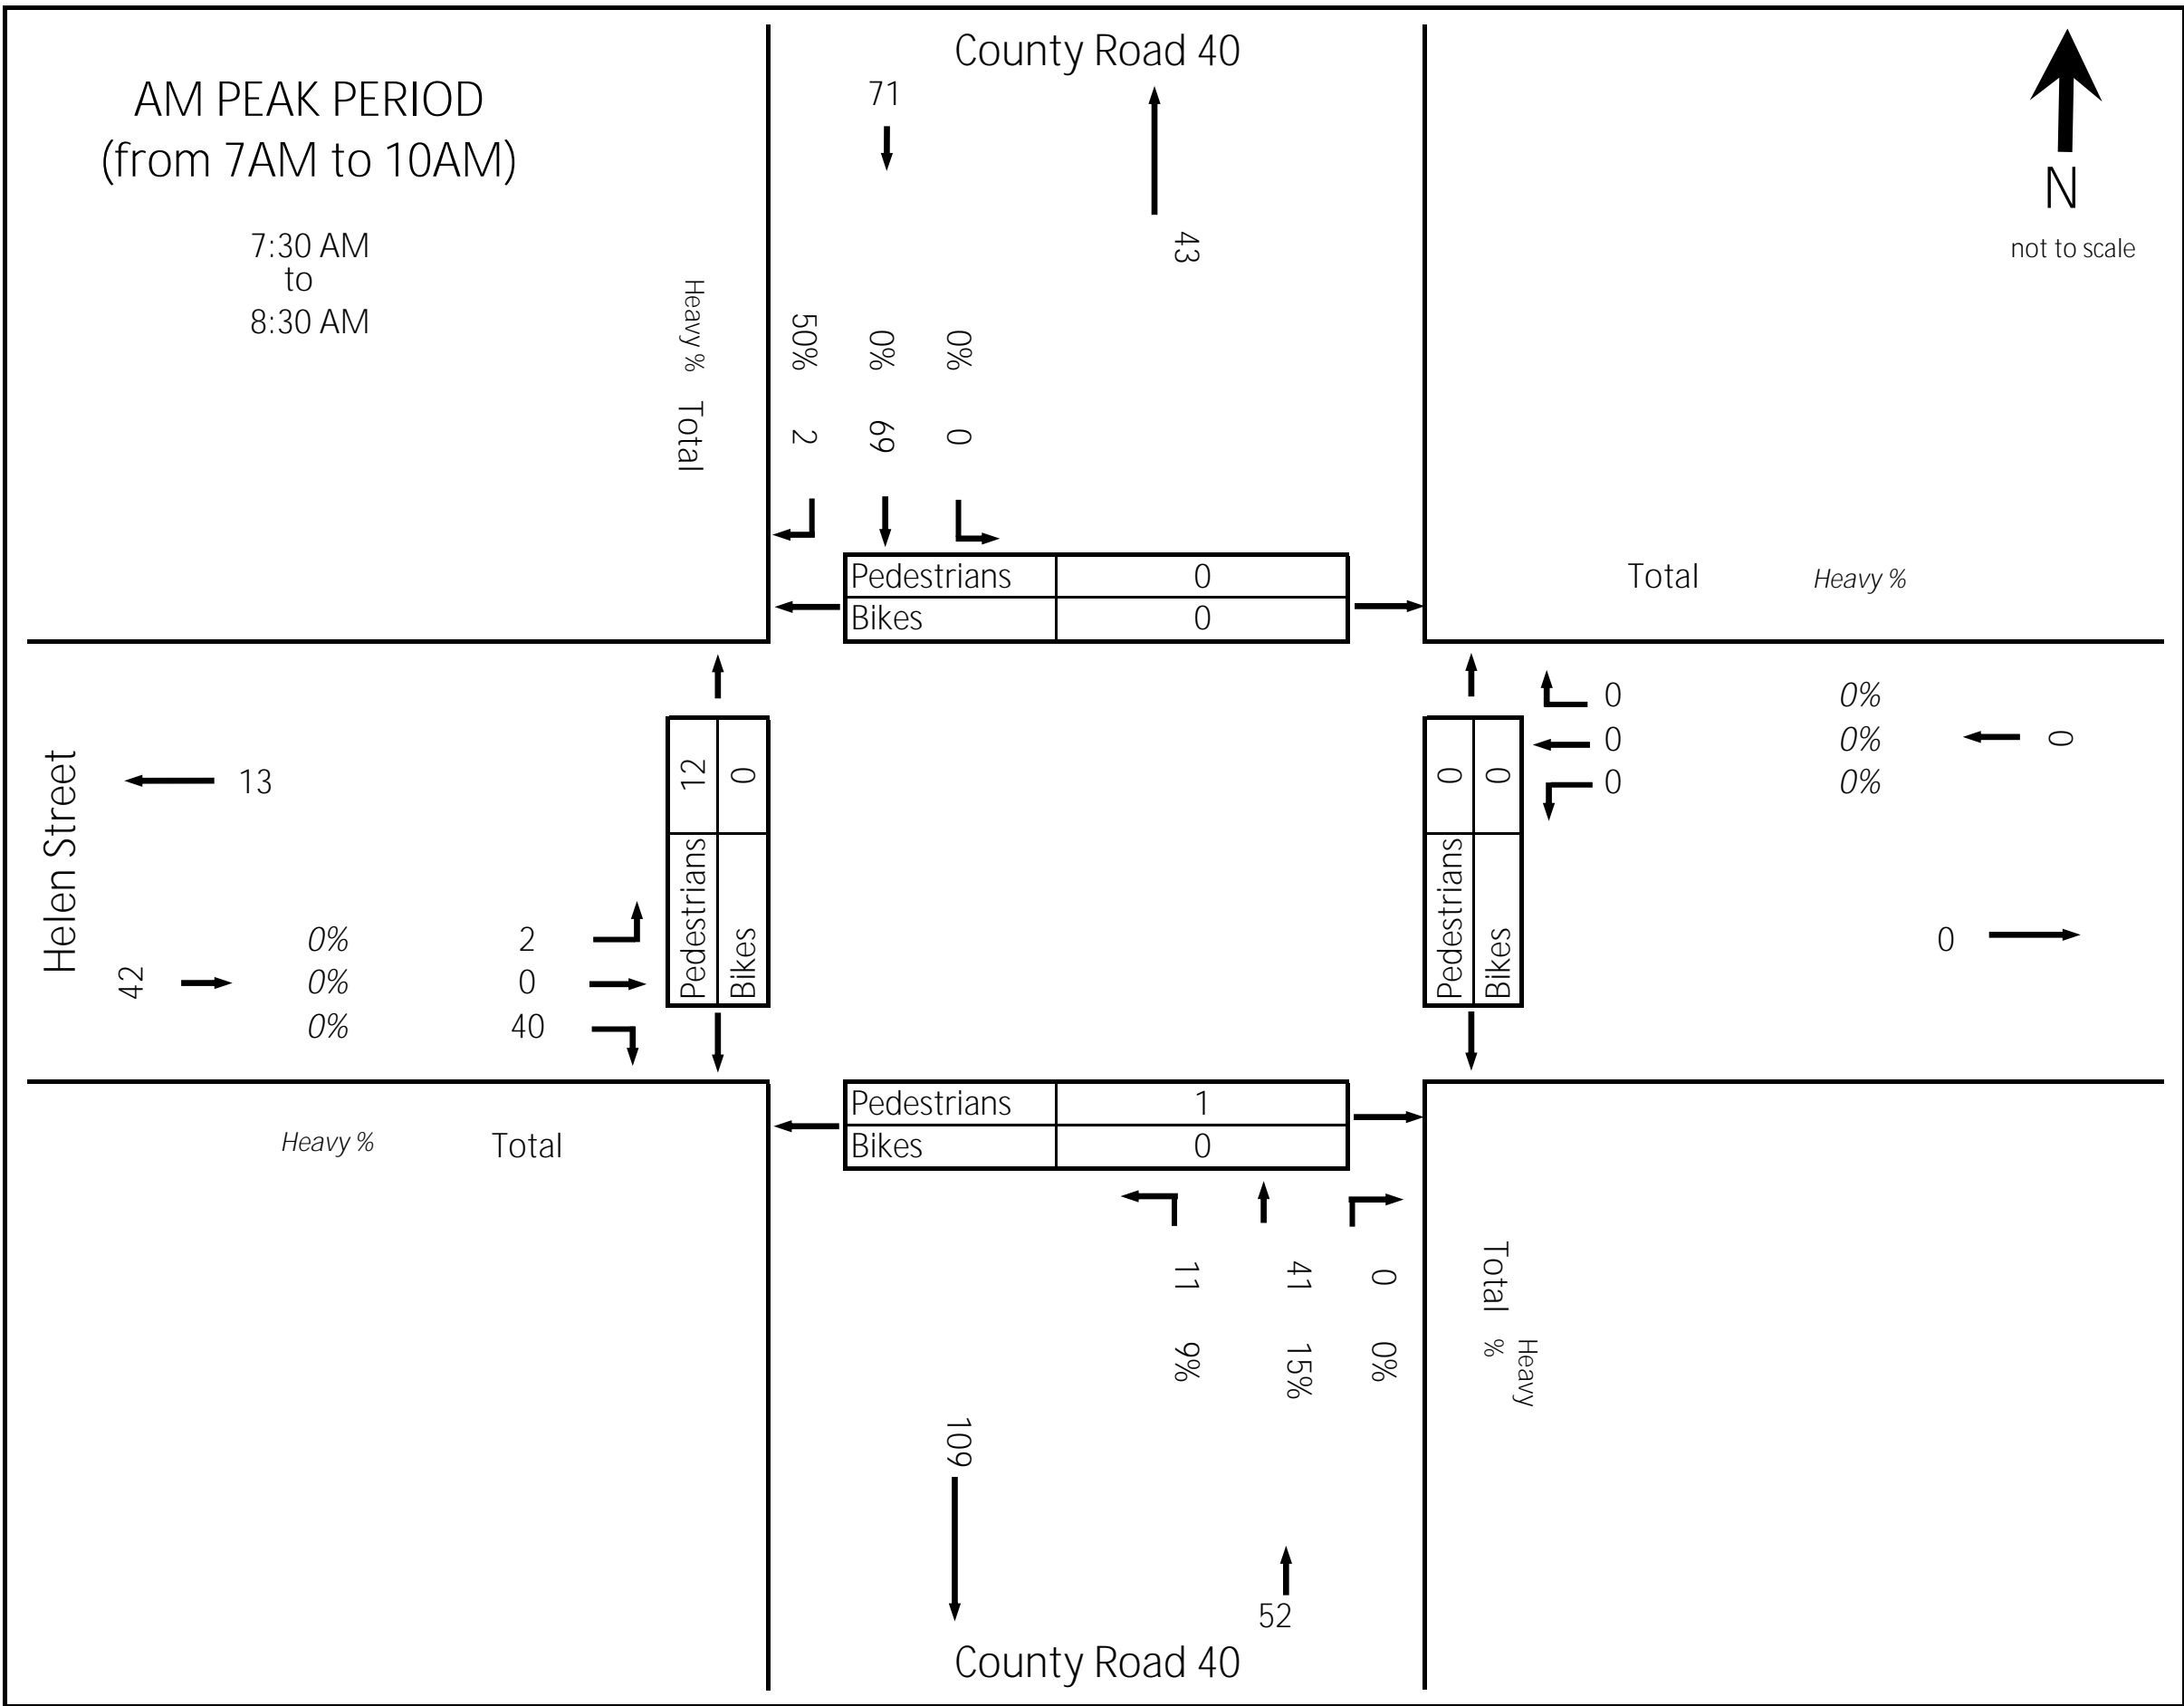 County Road 40
AM PEAK PERIOD
(from 7AM to 10AM)
7:30 AM
to
8:30 AM
71
43
N
not to scale
Heavy % Total
50% 0% 0%
2 69 0
Pedestrians 0
Bikes 0
Total Heavy %
Helen Street
13
12 0
Pedestrians
Bikes
0 0
Pedestrians
Bikes
0 0%
0 0%
0 0%
0
0
42
0% 2
0% 0
0% 40
Heavy % Total
Pedestrians 1
Bikes 0
11 41 0
9% 15% 0%
Total Heavy %
109
52
County Road 40